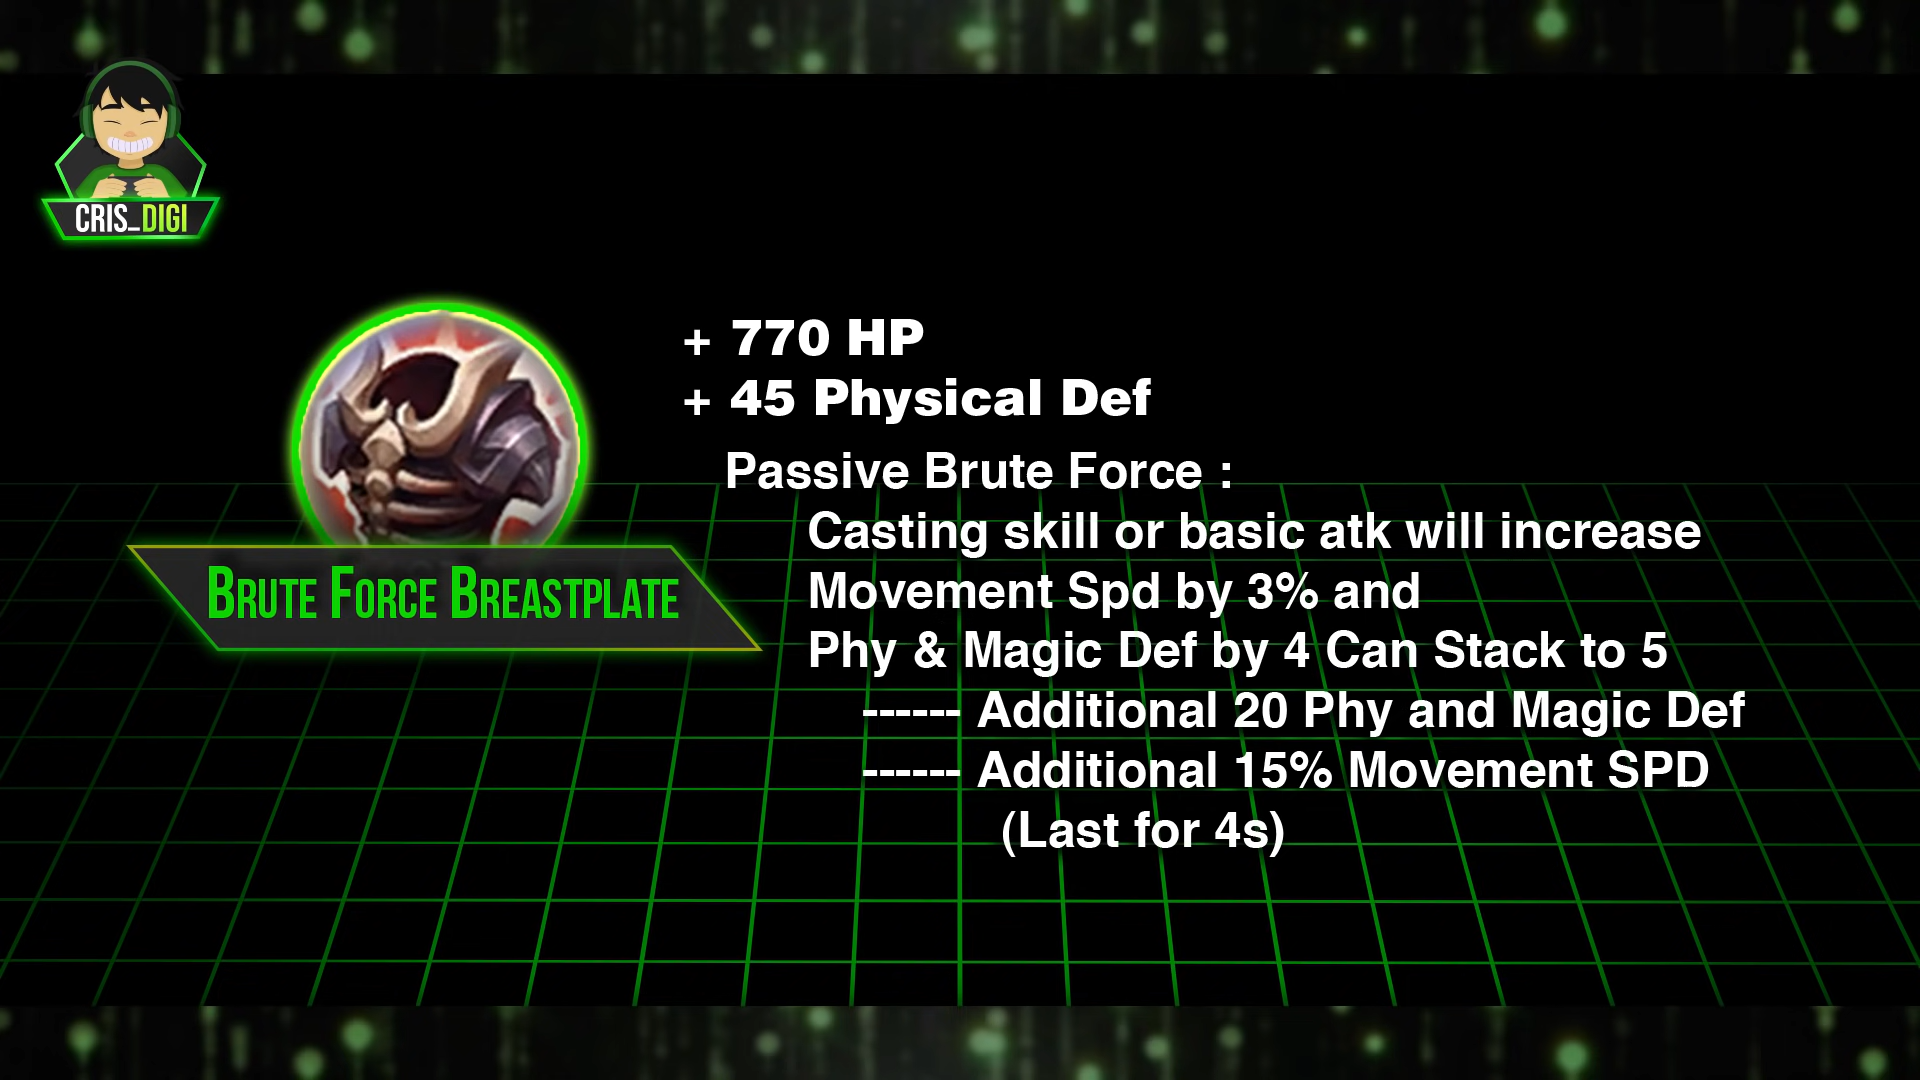 CRIS_DIGI
+ 770 HP
+ 45 Physical Def
Passive Brute Force :
Casting skill or basic atk will increase
Movement Spd by 3% and
Phy & Magic Def by 4 Can Stack to 5
------ Additional 20 Phy and Magic Def
------ Additional 15% Movement SPD
(Last for 4s)
Brute Force Breastplate